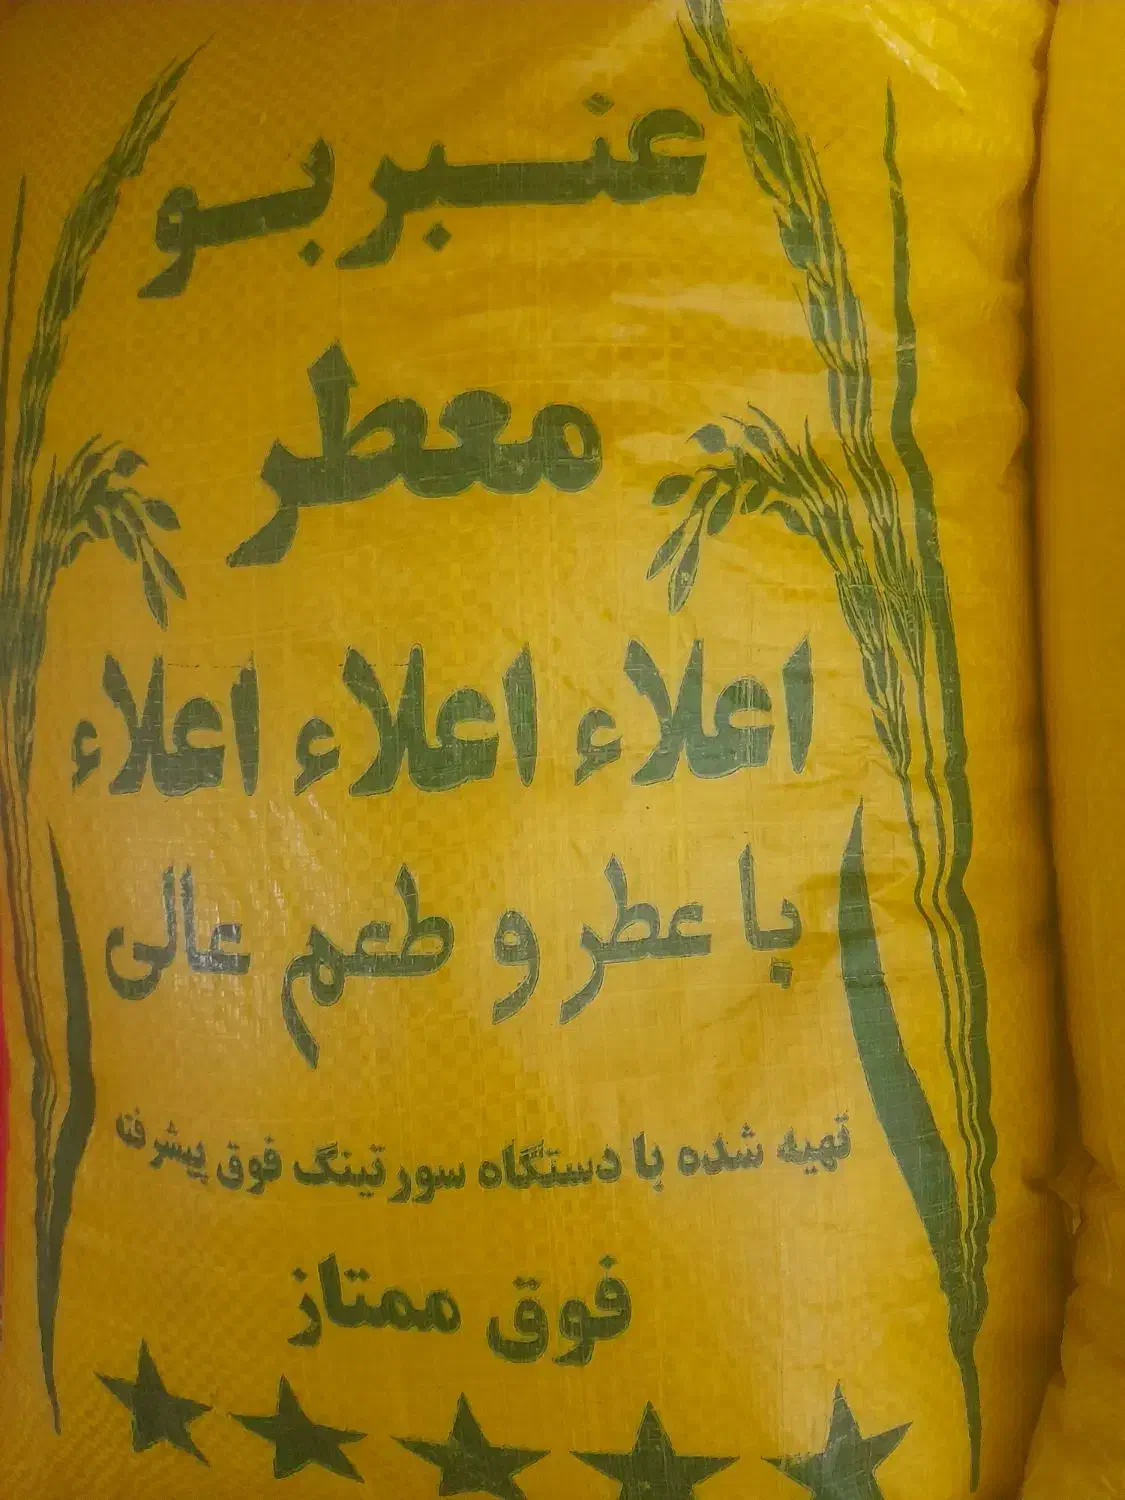 عنبربو
معطر
اعلاء اعلاء اعلاء
با عطر و طعم عالی
تهیه شده با دستگاه سورتینگ فوق پیشرفته
فوق ممتاز